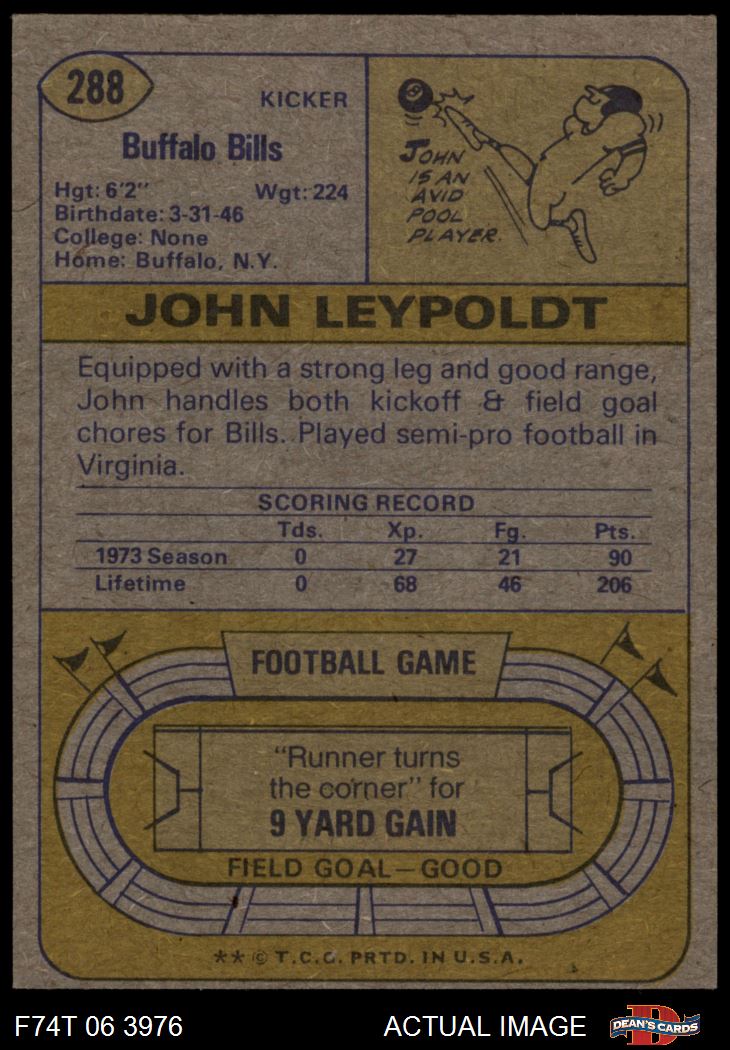 288
KICKER
Buffalo Bills
Hgt: 6'2" Wgt: 224
Birthdate: 3-31-46
College: None
Home: Buffalo, N.Y.
9
JOHN
IS AN
AVID
POOL
PLAYER.
JOHN LEYPOLDT
Equipped with a strong leg and good range,
John handles both kickoff & field goal
chores for Bills. Played semi-pro football in
Virginia.
SCORING RECORD
Tds. Xp. Fg. Pts.
1973 Season 0 27 21 90
Lifetime 0 68 46 206
FOOTBALL GAME
"Runner turns
the corner" for
9 YARD GAIN
FIELD GOAL—GOOD
** © T.C.G. PRTD. IN U.S.A.
F74T 06 3976 ACTUAL IMAGE
DEAN'S CARDS